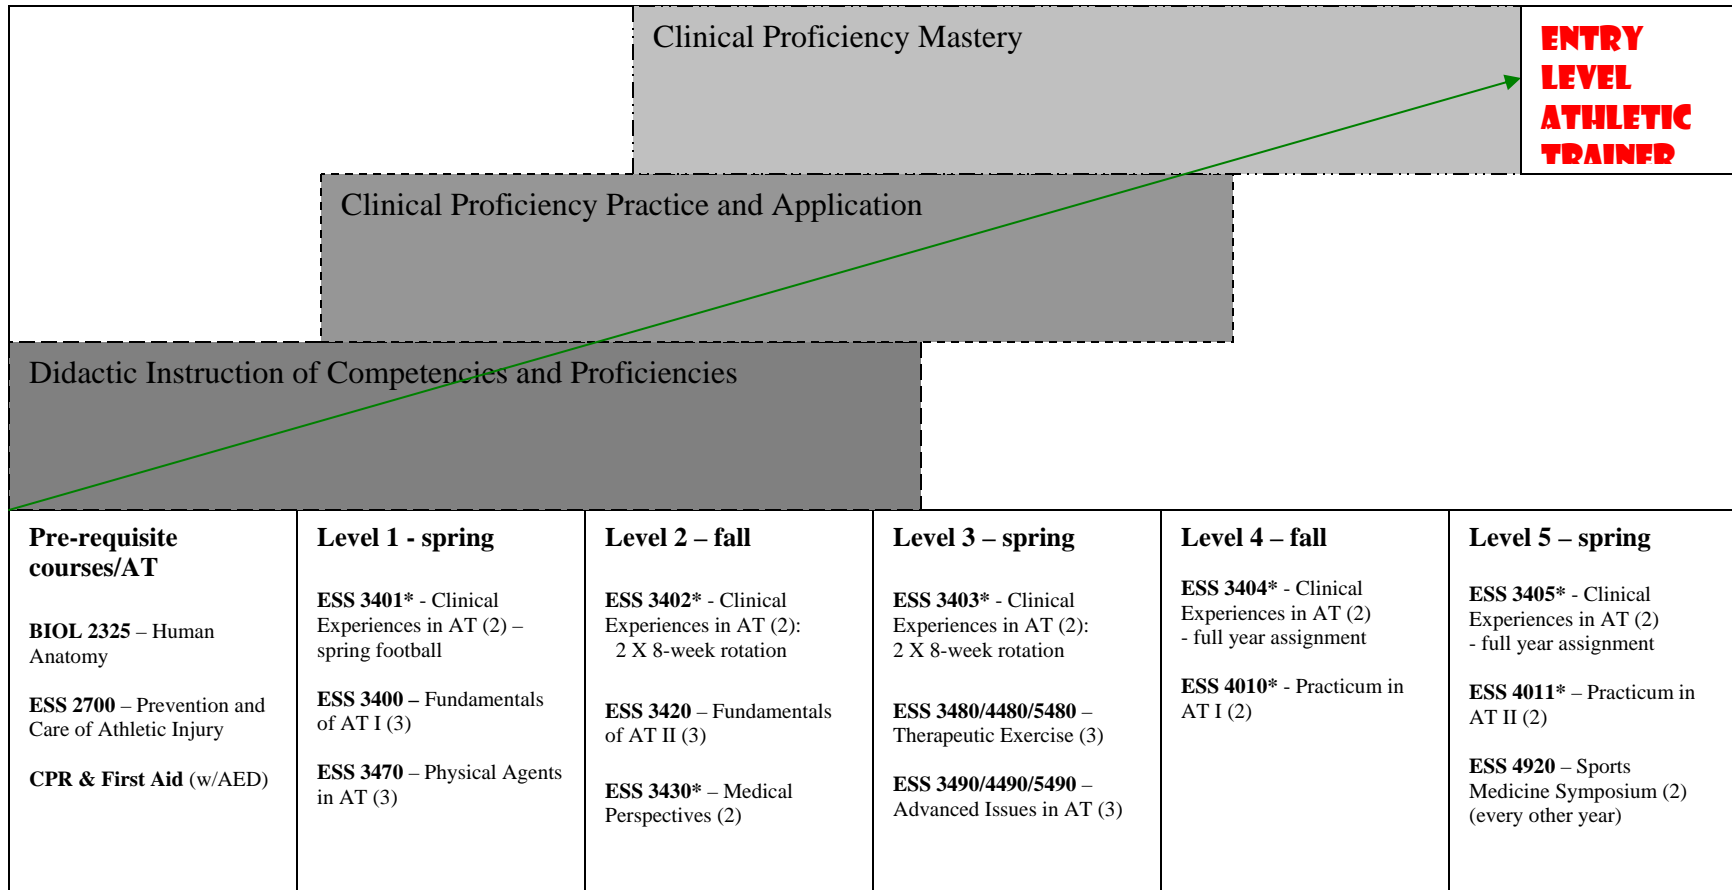 Clinical Proficiency Mastery
ENTRY
LEVEL
ATHLETIC
TRAINER
Clinical Proficiency Practice and Application
Didactic Instruction of Competencies and Proficiencies
Pre-requisite
courses/AT
BIOL 2325 – Human
Anatomy
ESS 2700 – Prevention and
Care of Athletic Injury
CPR & First Aid (w/AED)
Level 1 - spring
ESS 3401* - Clinical
Experiences in AT (2) –
spring football
ESS 3400 – Fundamentals
of AT I (3)
ESS 3470 – Physical Agents
in AT (3)
Level 2 – fall
ESS 3402* - Clinical
Experiences in AT (2):
2 X 8-week rotation
ESS 3420 – Fundamentals
of AT II (3)
ESS 3430* – Medical
Perspectives (2)
Level 3 – spring
ESS 3403* - Clinical
Experiences in AT (2):
2 X 8-week rotation
ESS 3480/4480/5480 –
Therapeutic Exercise (3)
ESS 3490/4490/5490 –
Advanced Issues in AT (3)
Level 4 – fall
ESS 3404* - Clinical
Experiences in AT (2)
- full year assignment
ESS 4010* - Practicum in
AT I (2)
Level 5 – spring
ESS 3405* - Clinical
Experiences in AT (2)
- full year assignment
ESS 4011* – Practicum in
AT II (2)
ESS 4920 – Sports
Medicine Symposium (2)
(every other year)